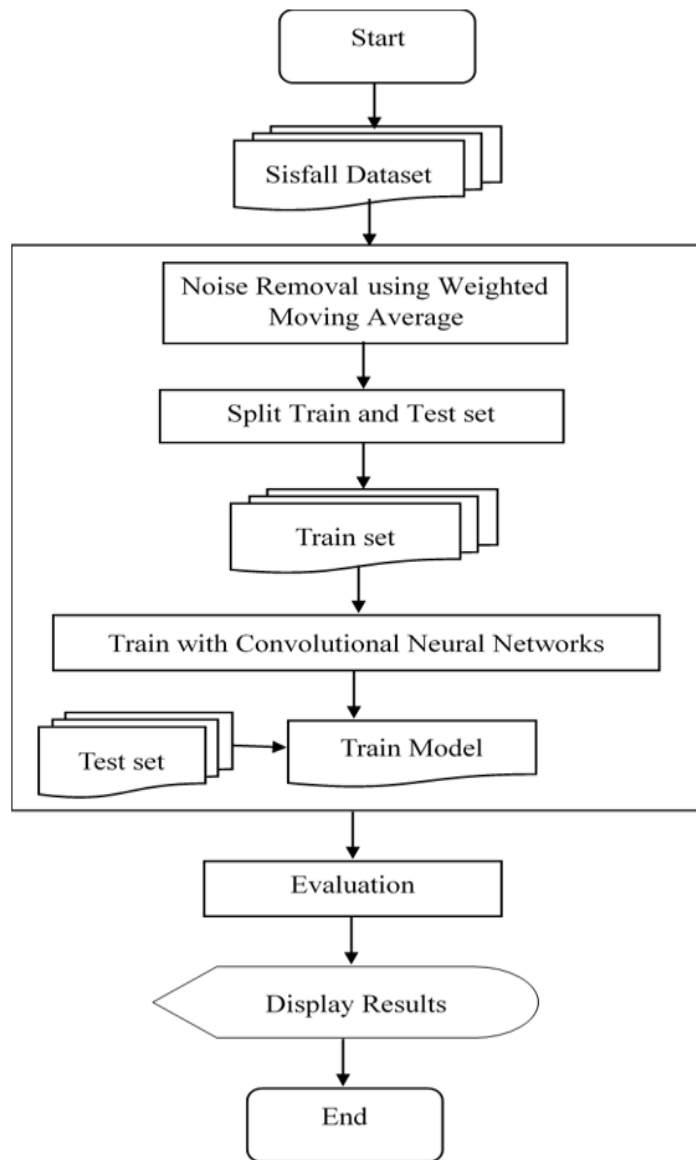 Start
Sisfall Dataset
Noise Removal using Weighted
Moving Average
Split Train and Test set
Train set
Train with Convolutional Neural Networks
Test set
Train Model
Evaluation
Display Results
End